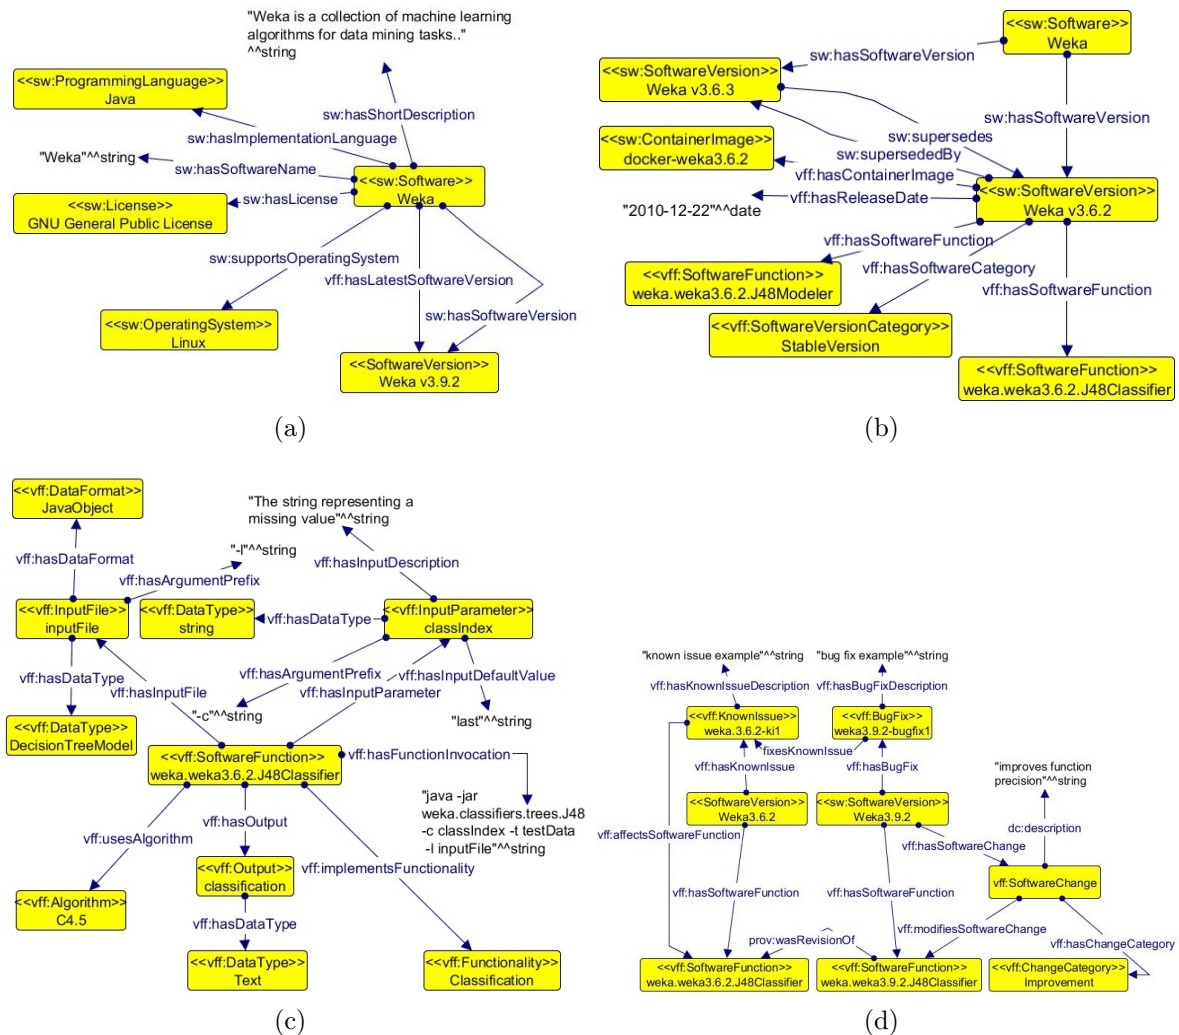 "Weka is a collection of machine learning
algorithms for data mining tasks.."
^^string
<<sw:ProgrammingLanguage>>
Java
sw:hasShortDescription
sw:hasImplementationLanguage
"Weka"^^string
sw:hasSoftwareName
<<sw:Software>>
Weka
<<sw:License>>
GNU General Public License
sw:hasLicense
sw:supportsOperatingSystem
vff:hasLatestSoftwareVersion
sw:hasSoftwareVersion
<<sw:OperatingSystem>>
Linux
<<SoftwareVersion>>
Weka v3.9.2
(a)
<<sw:Software>>
Weka
sw:hasSoftwareVersion
<<sw:SoftwareVersion>>
Weka v3.6.3
sw:hasSoftwareVersion
<<sw:ContainerImage>>
docker-weka3.6.2
sw:supersedes
sw:supersededBy
vff:hasContainerImage
vff:hasReleaseDate
"2010-12-22"^^date
<<sw:SoftwareVersion>>
Weka v3.6.2
vff:hasSoftwareFunction
vff:hasSoftwareCategory
vff:hasSoftwareFunction
<<vff:SoftwareFunction>>
weka.weka3.6.2.J48Modeler
<<vff:SoftwareVersionCategory>>
StableVersion
<<vff:SoftwareFunction>>
weka.weka3.6.2.J48Classifier
(b)
<<vff:DataFormat>>
JavaObject
"The string representing a
missing value"^^string
vff:hasDataFormat
"-l"^^string
vff:hasArgumentPrefix
vff:hasInputDescription
<<vff:InputFile>>
inputFile
<<vff:DataType>>
string
vff:hasDataType
<<vff:InputParameter>>
classIndex
vff:hasDataType
vff:hasInputFile
vff:hasArgumentPrefix
vff:hasInputDefaultValue
vff:hasInputParameter
"-c"^^string
"last"^^string
<<vff:DataType>>
DecisionTreeModel
<<vff:SoftwareFunction>>
weka.weka3.6.2.J48Classifier
vff:hasFunctionInvocation
"java -jar
weka.classifiers.trees.J48
-c classIndex -t testData
-l inputFile"^^string
vff:usesAlgorithm
vff:hasOutput
vff:implementsFunctionality
<<vff:Output>>
classification
<<vff:Algorithm>>
C4.5
vff:hasDataType
<<vff:DataType>>
Text
<<vff:Functionality>>
Classification
(c)
"known issue example"^^string
"bug fix example"^^string
vff:hasKnownIssueDescription
vff:hasBugFixDescription
<<vff:KnownIssue>>
weka.3.6.2-ki1
<<vff:BugFix>>
weka3.9.2-bugfix1
fixesKnownIssue
vff:hasKnownIssue
vff:hasBugFix
"improves function
precision"^^string
<<SoftwareVersion>>
Weka3.6.2
<<sw:SoftwareVersion>>
Weka3.9.2
vff:affectsSoftwareFunction
dc:description
vff:hasSoftwareChange
vff:SoftwareChange
vff:hasSoftwareFunction
vff:hasSoftwareFunction
prov:wasRevisionOf
vff:modifiesSoftwareChange
vff:hasChangeCategory
<<vff:SoftwareFunction>>
weka.weka3.6.2.J48Classifier
<<vff:SoftwareFunction>>
weka.weka3.9.2.J48Classifier
<<vff:ChangeCategory>>
Improvement
(d)